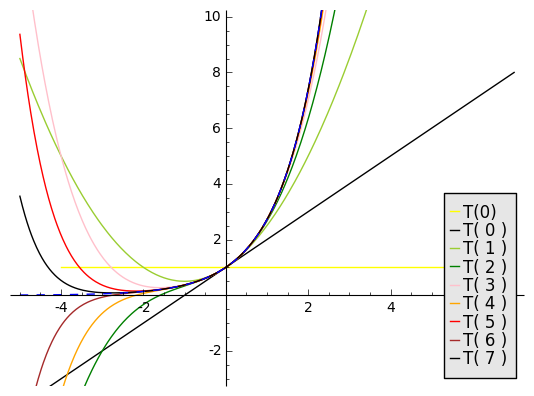 10
8
6
4
2
-4
-2
2
4
-2
T(0)
T( 0 )
T( 1 )
T( 2 )
T( 3 )
T( 4 )
T( 5 )
T( 6 )
T( 7 )